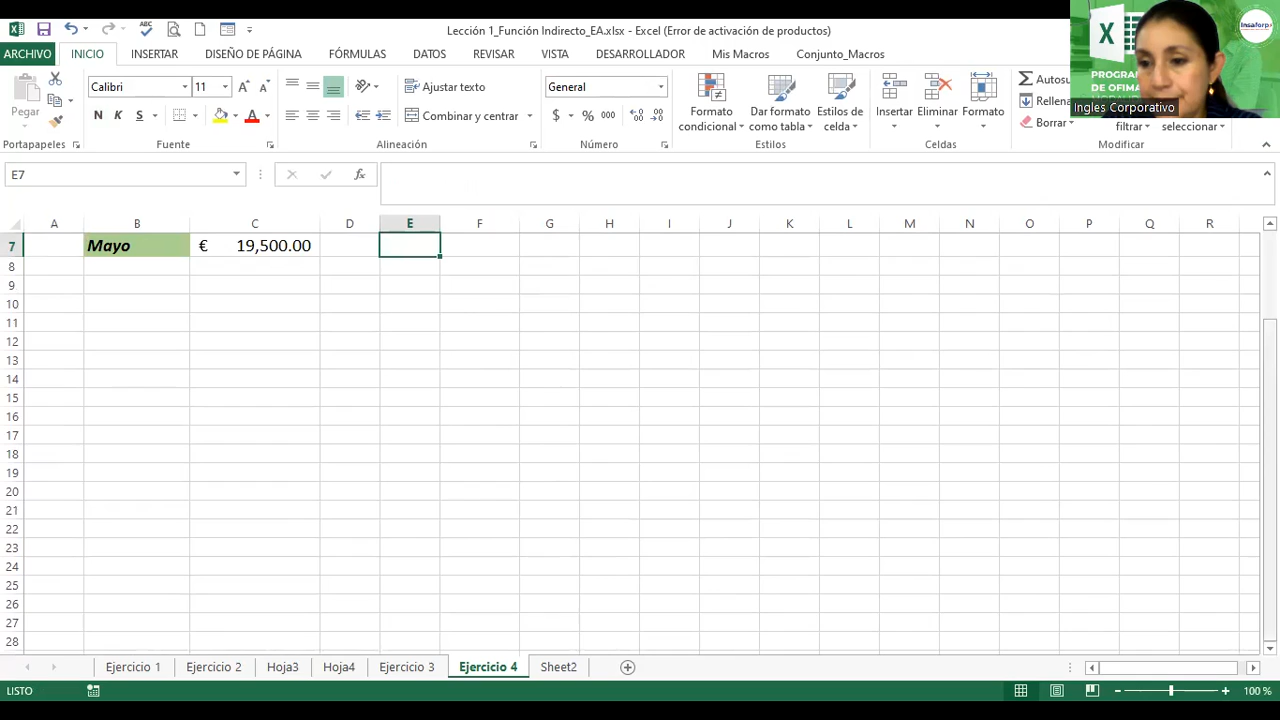 Lección 1_Función Indirecto_EA.xlsx - Excel (Error de activación de productos)
ARCHIVO INICIO INSERTAR DISEÑO DE PÁGINA FÓRMULAS DATOS REVISAR VISTA DESARROLLADOR Mis Macros Conjunto_Macros
Insaforp
PROGRAM
DE OFIMA
Ingles Corporativo
Pegar
Calibri 11
N K S
Ajustar texto
Combinar y centrar
General
$ % 000
Formato condicional
Dar formato como tabla
Estilos de celda
Insertar
Eliminar
Formato
Autosu
Rellena
Borrar
filtrar
seleccionar
Portapapeles Fuente Alineación Número Estilos Celdas Modificar
E7
fx
A B C D E F G H I J K L M N O P Q R
7 Mayo € 19,500.00
8
9
10
11
12
13
14
15
16
17
18
19
20
21
22
23
24
25
26
27
28
Ejercicio 1 Ejercicio 2 Hoja3 Hoja4 Ejercicio 3 Ejercicio 4 Sheet2
LISTO 100 %